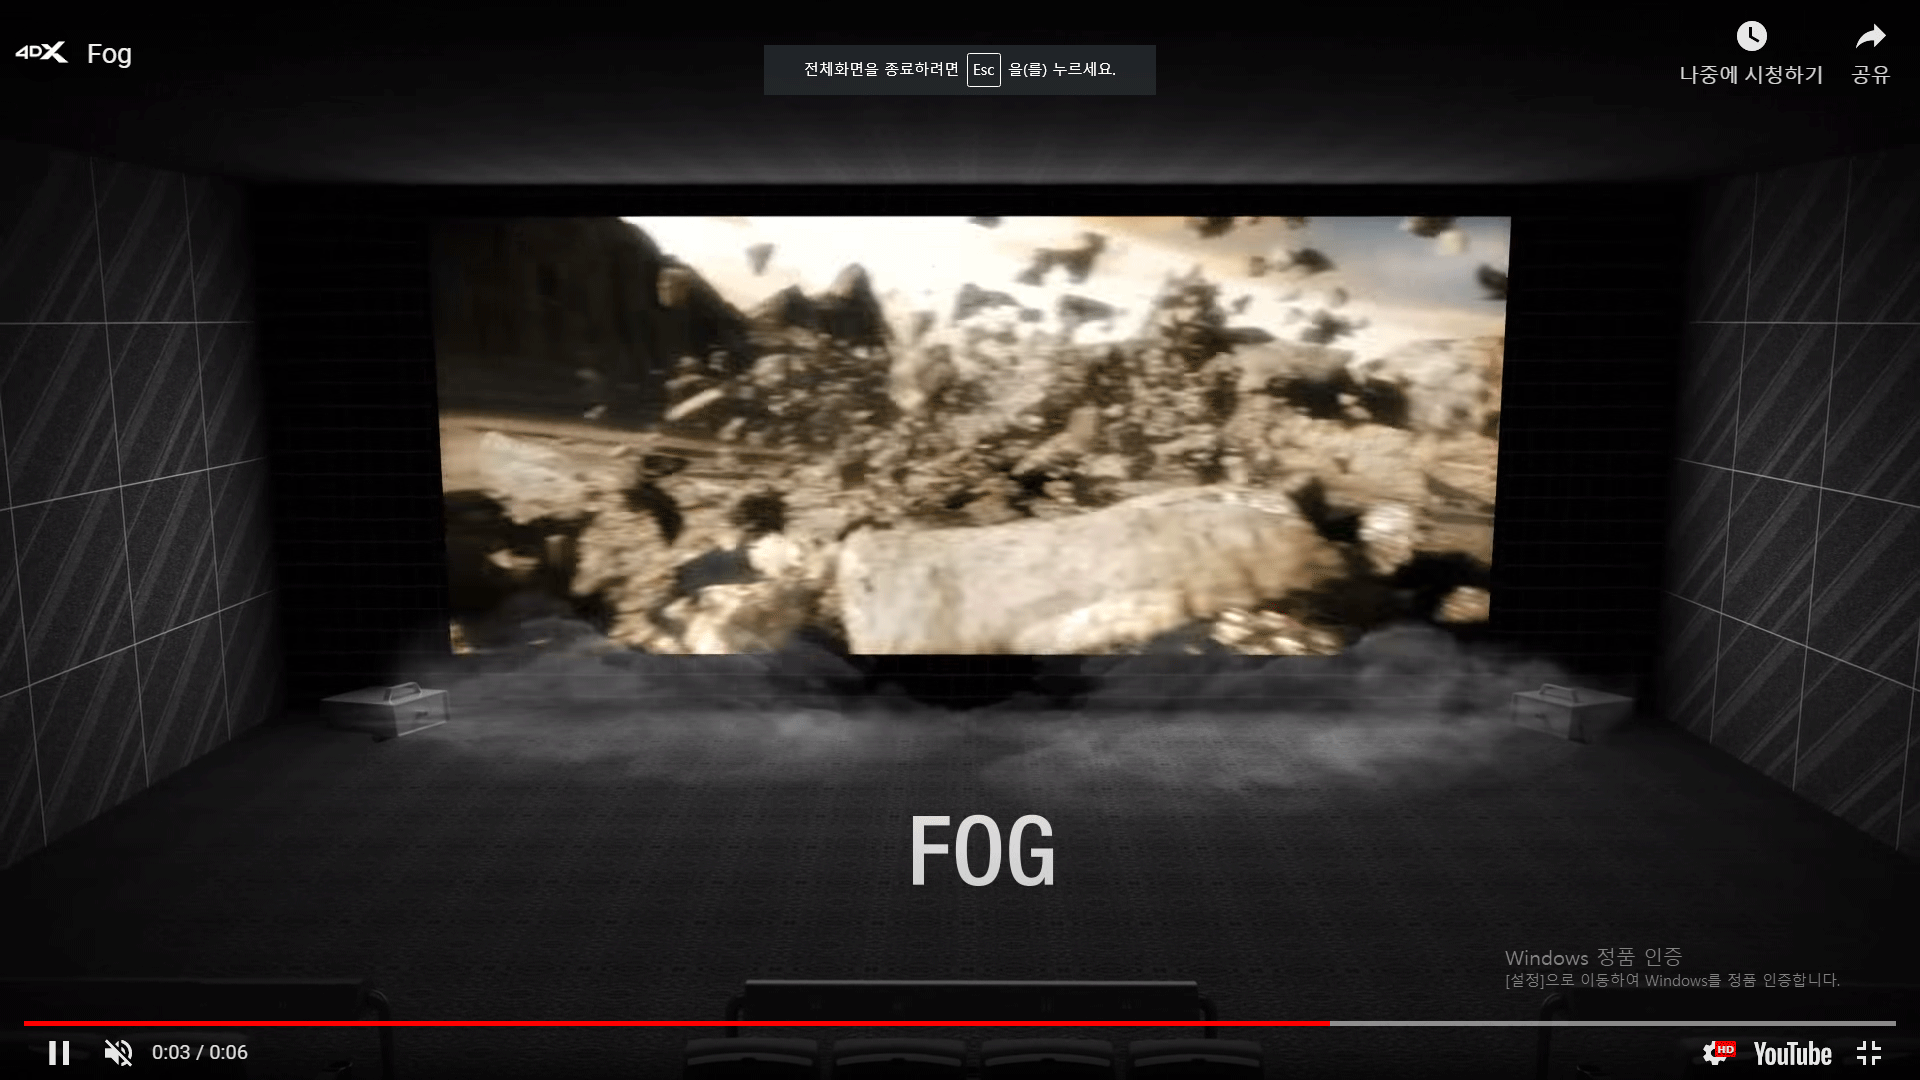 4DX Fog
전체화면을 종료하려면 Esc 을(를) 누르세요.
나중에 시청하기
공유
FOG
Windows 정품 인증
[설정]으로 이동하여 Windows를 정품 인증합니다.
0:03 / 0:06
HD
YouTube